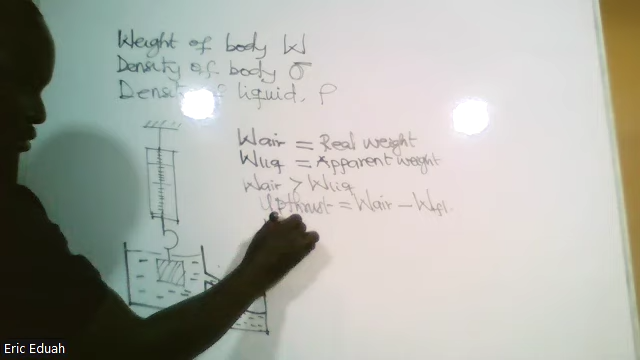 Weight of body W
Density of body σ
Density of liquid, ρ
Wair = Real weight
Wliq = Apparent weight
Wair > Wliq
Upthrust = Wair - Wfl.
Eric Eduah